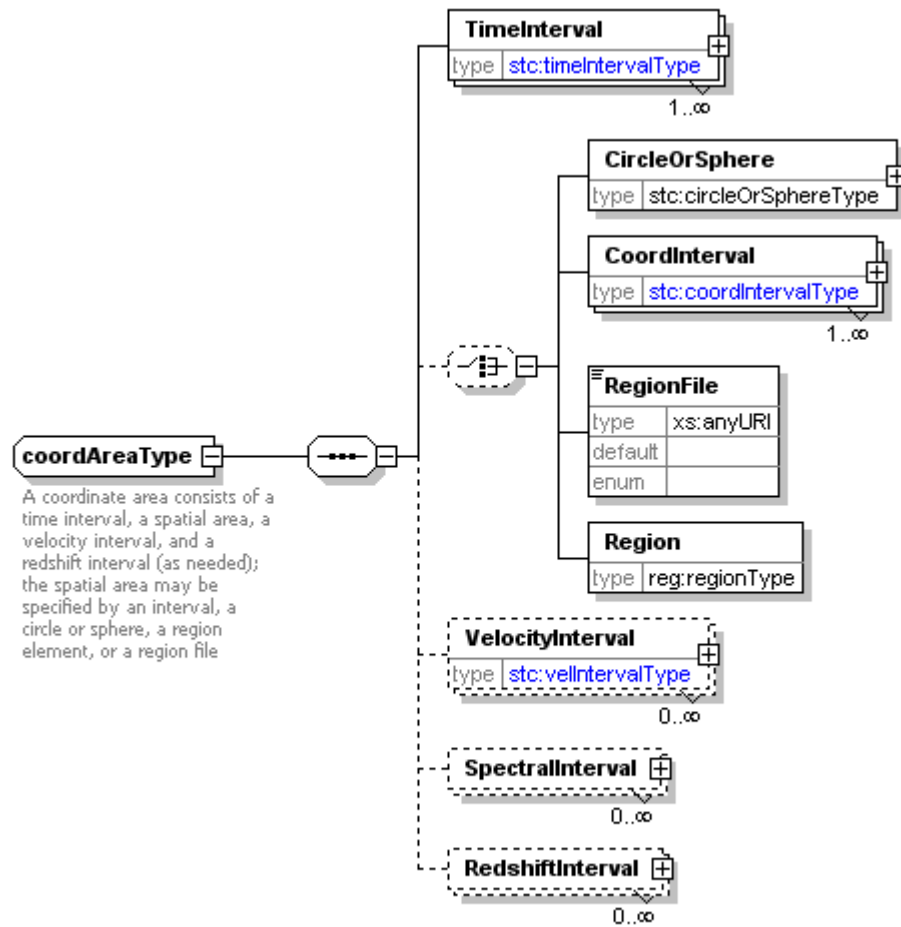 TimeInterval
type stc:timeIntervalType
1..∞
CircleOrSphere
type stc:circleOrSphereType
CoordInterval
type stc:coordIntervalType
1..∞
RegionFile
type xs:anyURI
default
enum
Region
type reg:regionType
coordAreaType
A coordinate area consists of a
time interval, a spatial area, a
velocity interval, and a
redshift interval (as needed);
the spatial area may be
specified by an interval, a
circle or sphere, a region
element, or a region file
VelocityInterval
type stc:velIntervalType
0..∞
SpectralInterval
0..∞
RedshiftInterval
0..∞